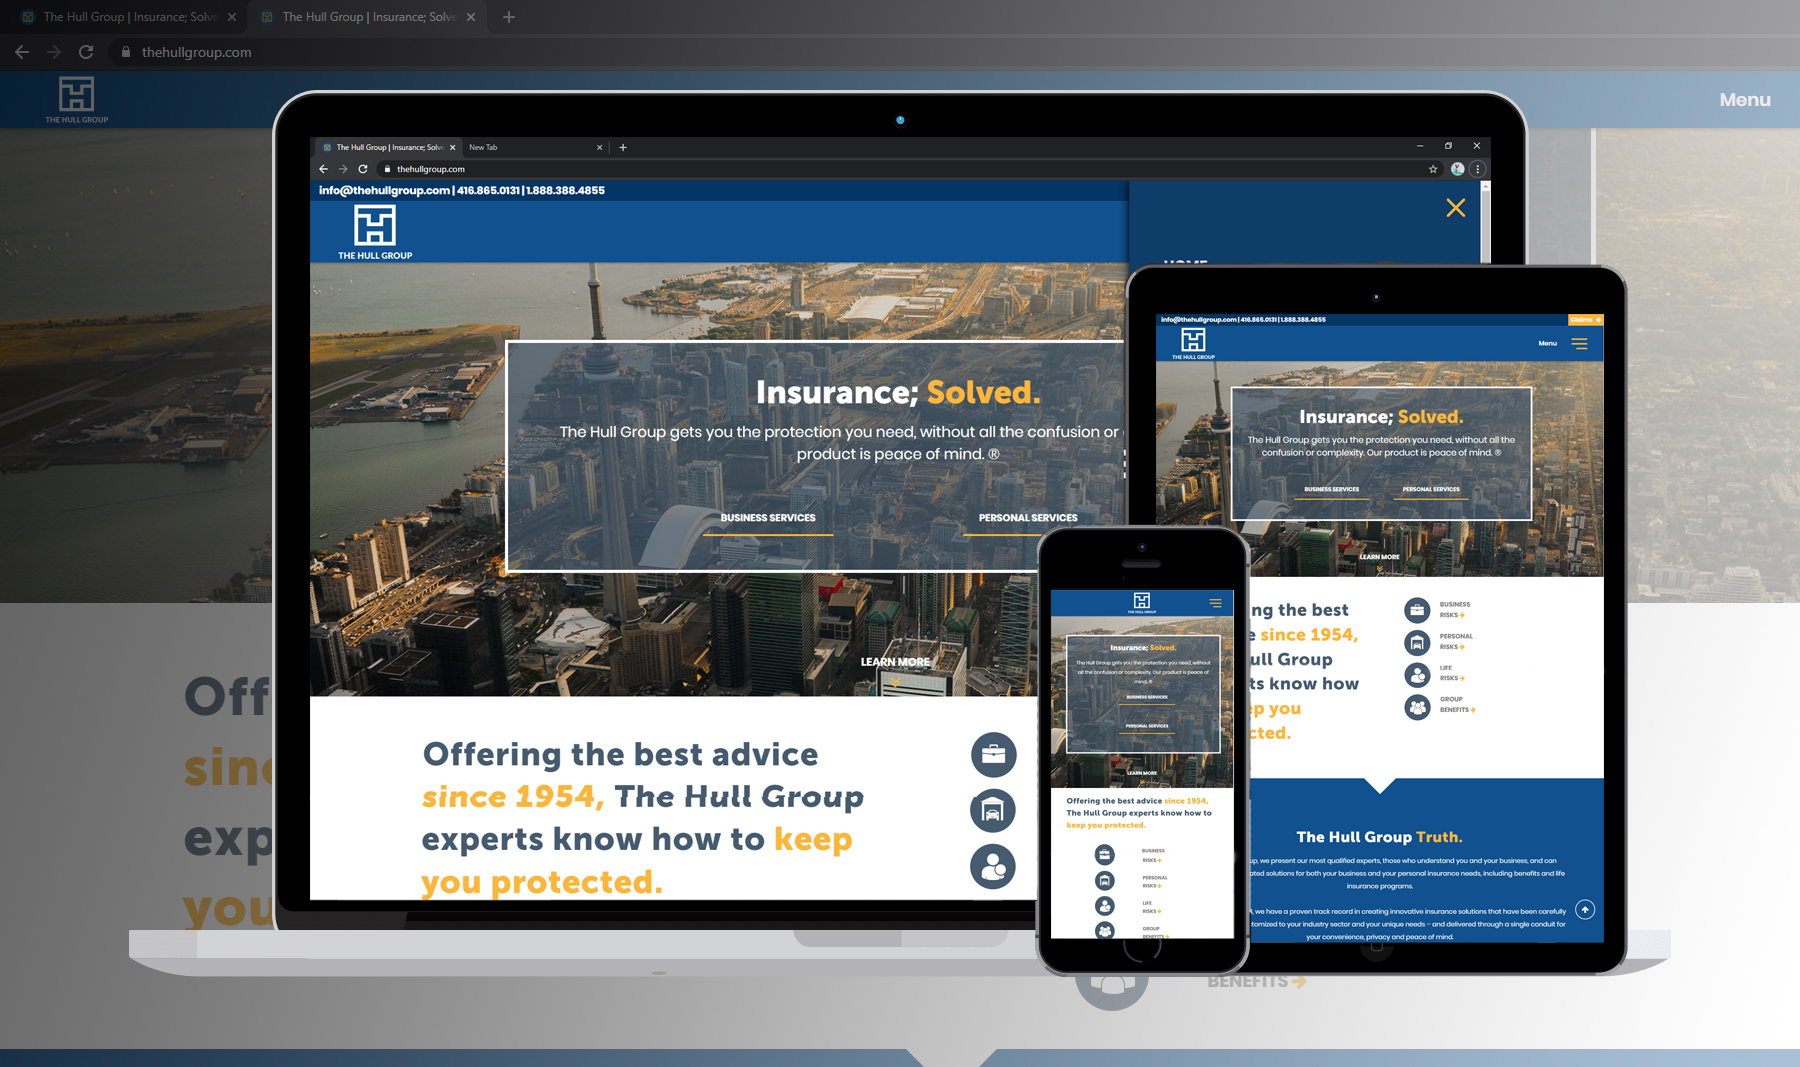 The Hull Group | Insurance; Solve
The Hull Group | Insurance; Solve
thehullgroup.com
THE HULL GROUP
Menu
Off
sinc
exp
you
BENEFITS
The Hull Group | Insurance; Solve
New Tab
thehullgroup.com
info@thehullgroup.com | 416.865.0131 | 1.888.388.4855
THE HULL GROUP
HOME
Insurance; Solved.
The Hull Group gets you the protection you need, without all the confusion or
product is peace of mind. ®
BUSINESS SERVICES
PERSONAL SERVICES
LEARN MORE
Offering the best advice
since 1954, The Hull Group
experts know how to keep
you protected.
info@thehullgroup.com | 416.865.0131 | 1.888.388.4855
Claims
THE HULL GROUP
Menu
Insurance; Solved.
The Hull Group gets you the protection you need, without all the
confusion or complexity. Our product is peace of mind. ®
BUSINESS SERVICES
PERSONAL SERVICES
LEARN MORE
ng the best
e since 1954,
ull Group
ts know how
ep you
cted.
BUSINESS
RISKS
PERSONAL
RISKS
LIFE
RISKS
GROUP
BENEFITS
The Hull Group Truth.
up, we present our most qualified experts, those who understand you and your business, and can
ated solutions for both your business and your personal insurance needs, including benefits and life
insurance programs.
, we have a proven track record in creating innovative insurance solutions that have been carefully
tomized to your industry sector and your unique needs – and delivered through a single conduit for
your convenience, privacy and peace of mind.
THE HULL GROUP
Insurance; Solved.
The Hull Group gets you the protection you need, without
all the confusion or complexity. Our product is peace of
mind. ®
BUSINESS SERVICES
PERSONAL SERVICES
LEARN MORE
Offering the best advice since 1954,
The Hull Group experts know how to
keep you protected.
BUSINESS
RISKS
PERSONAL
RISKS
LIFE
RISKS
GROUP
BENEFITS